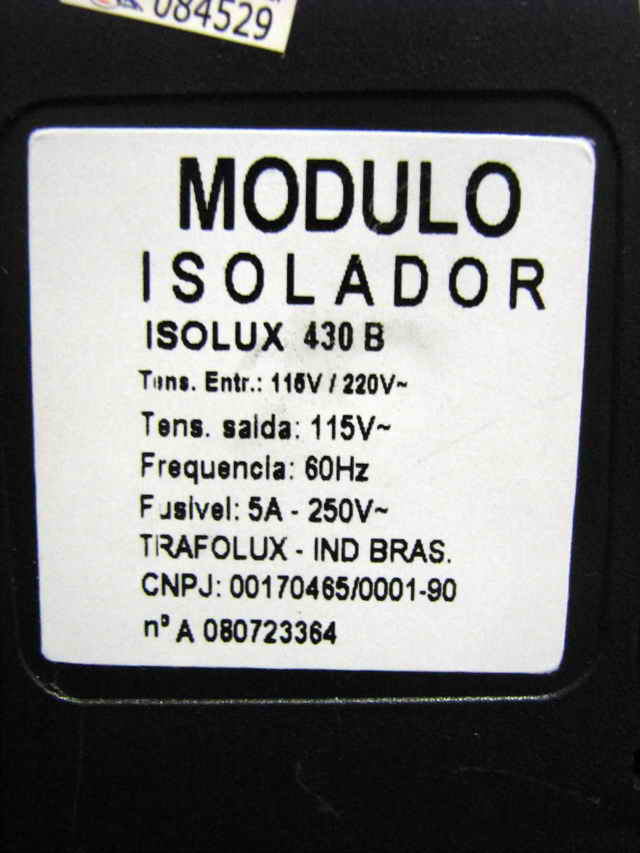 084529
MODULO
ISOLADOR
ISOLUX 430 B
Tens. Entr.: 115V / 220V~
Tens. saida: 115V~
Frequencia: 60Hz
Fusivel: 5A - 250V~
TRAFOLUX - IND BRAS.
CNPJ: 00170465/0001-90
nº A 080723364